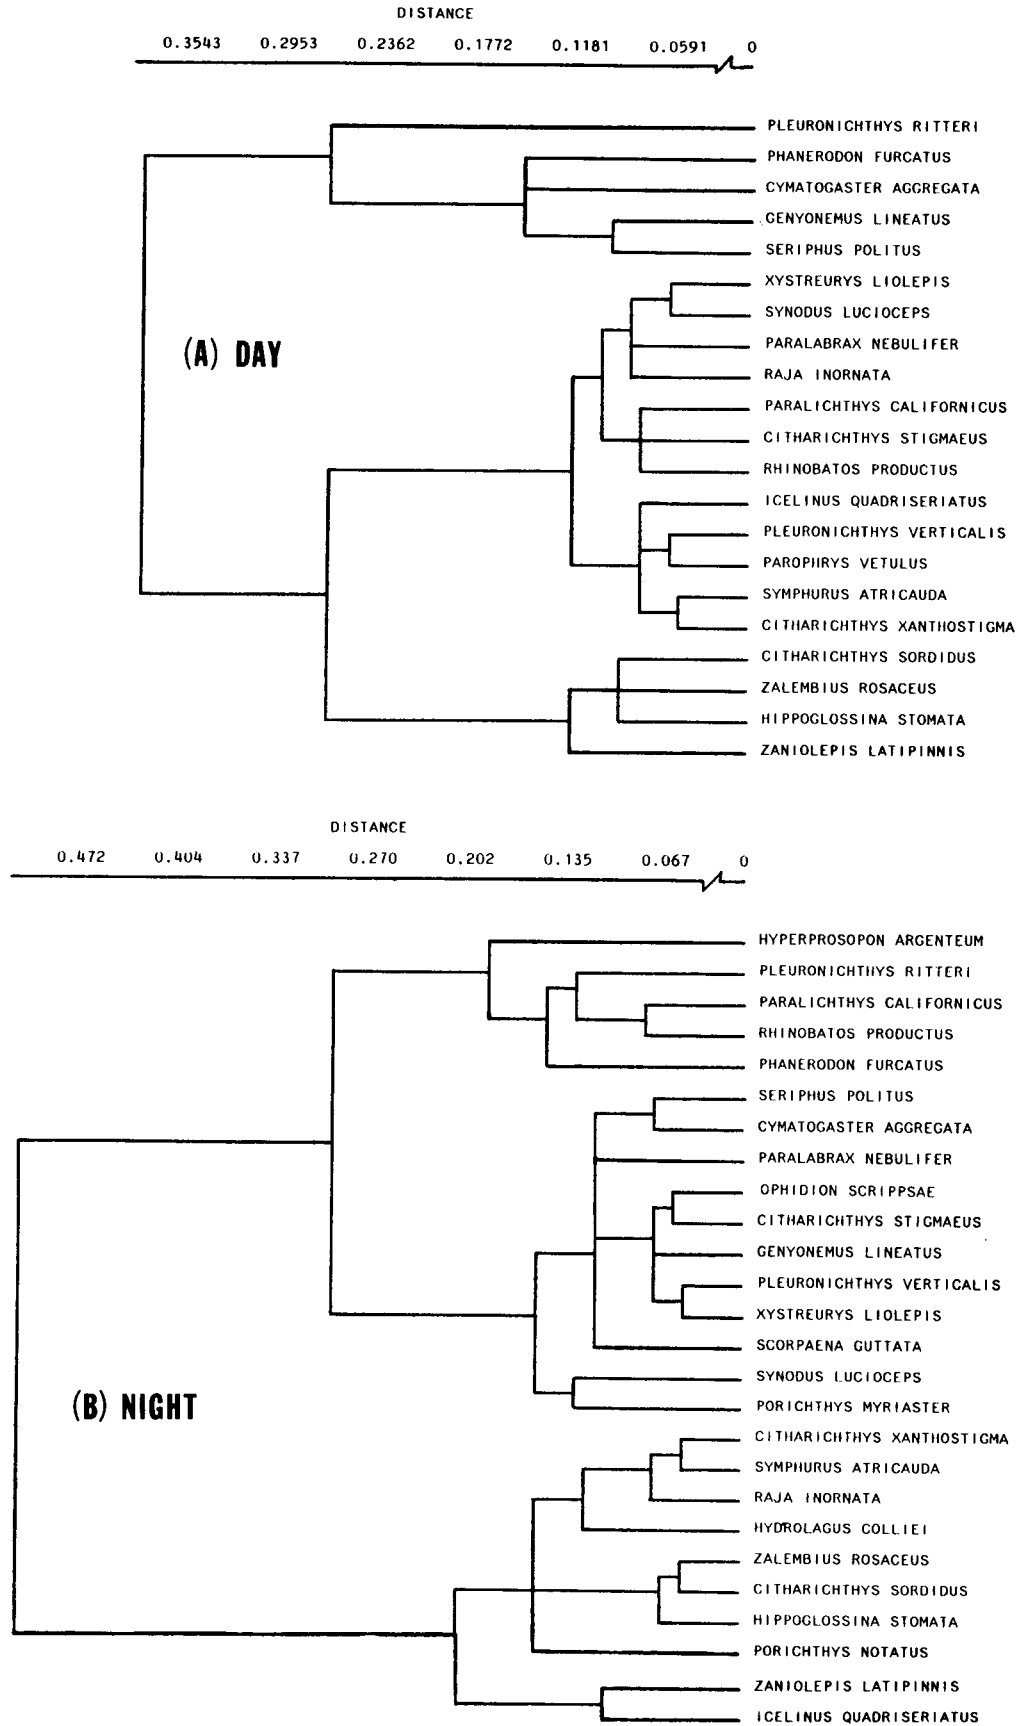 DISTANCE
0.3543 0.2953 0.2362 0.1772 0.1181 0.0591 0
PLEURONICHTHYS RITTERI
PHANERODON FURCATUS
CYMATOGASTER AGGREGATA
GENYONEMUS LINEATUS
SERIPHUS POLITUS
XYSTREURYS LIOLEPIS
SYNODUS LUCIOCEPS
(A) DAY
PARALABRAX NEBULIFER
RAJA INORNATA
PARALICHTHYS CALIFORNICUS
CITHARICHTHYS STIGMAEUS
RHINOBATOS PRODUCTUS
ICELINUS QUADRISERIATUS
PLEURONICHTHYS VERTICALIS
PAROPHRYS VETULUS
SYMPHURUS ATRICAUDA
CITHARICHTHYS XANTHOSTIGMA
CITHARICHTHYS SORDIDUS
ZALEMBIUS ROSACEUS
HIPPOGLOSSINA STOMATA
ZANIOLEPIS LATIPINNIS
DISTANCE
0.472 0.404 0.337 0.270 0.202 0.135 0.067 0
HYPERPROSOPON ARGENTEUM
PLEURONICHTHYS RITTERI
PARALICHTHYS CALIFORNICUS
RHINOBATOS PRODUCTUS
PHANERODON FURCATUS
SERIPHUS POLITUS
CYMATOGASTER AGGREGATA
PARALABRAX NEBULIFER
OPHIDION SCRIPPSAE
CITHARICHTHYS STIGMAEUS
GENYONEMUS LINEATUS
PLEURONICHTHYS VERTICALIS
XYSTREURYS LIOLEPIS
SCORPAENA GUTTATA
SYNODUS LUCIOCEPS
(B) NIGHT
PORICHTHYS MYRIASTER
CITHARICHTHYS XANTHOSTIGMA
SYMPHURUS ATRICAUDA
RAJA INORNATA
HYDROLAGUS COLLIEI
ZALEMBIUS ROSACEUS
CITHARICHTHYS SORDIDUS
HIPPOGLOSSINA STOMATA
PORICHTHYS NOTATUS
ZANIOLEPIS LATIPINNIS
ICELINUS QUADRISERIATUS